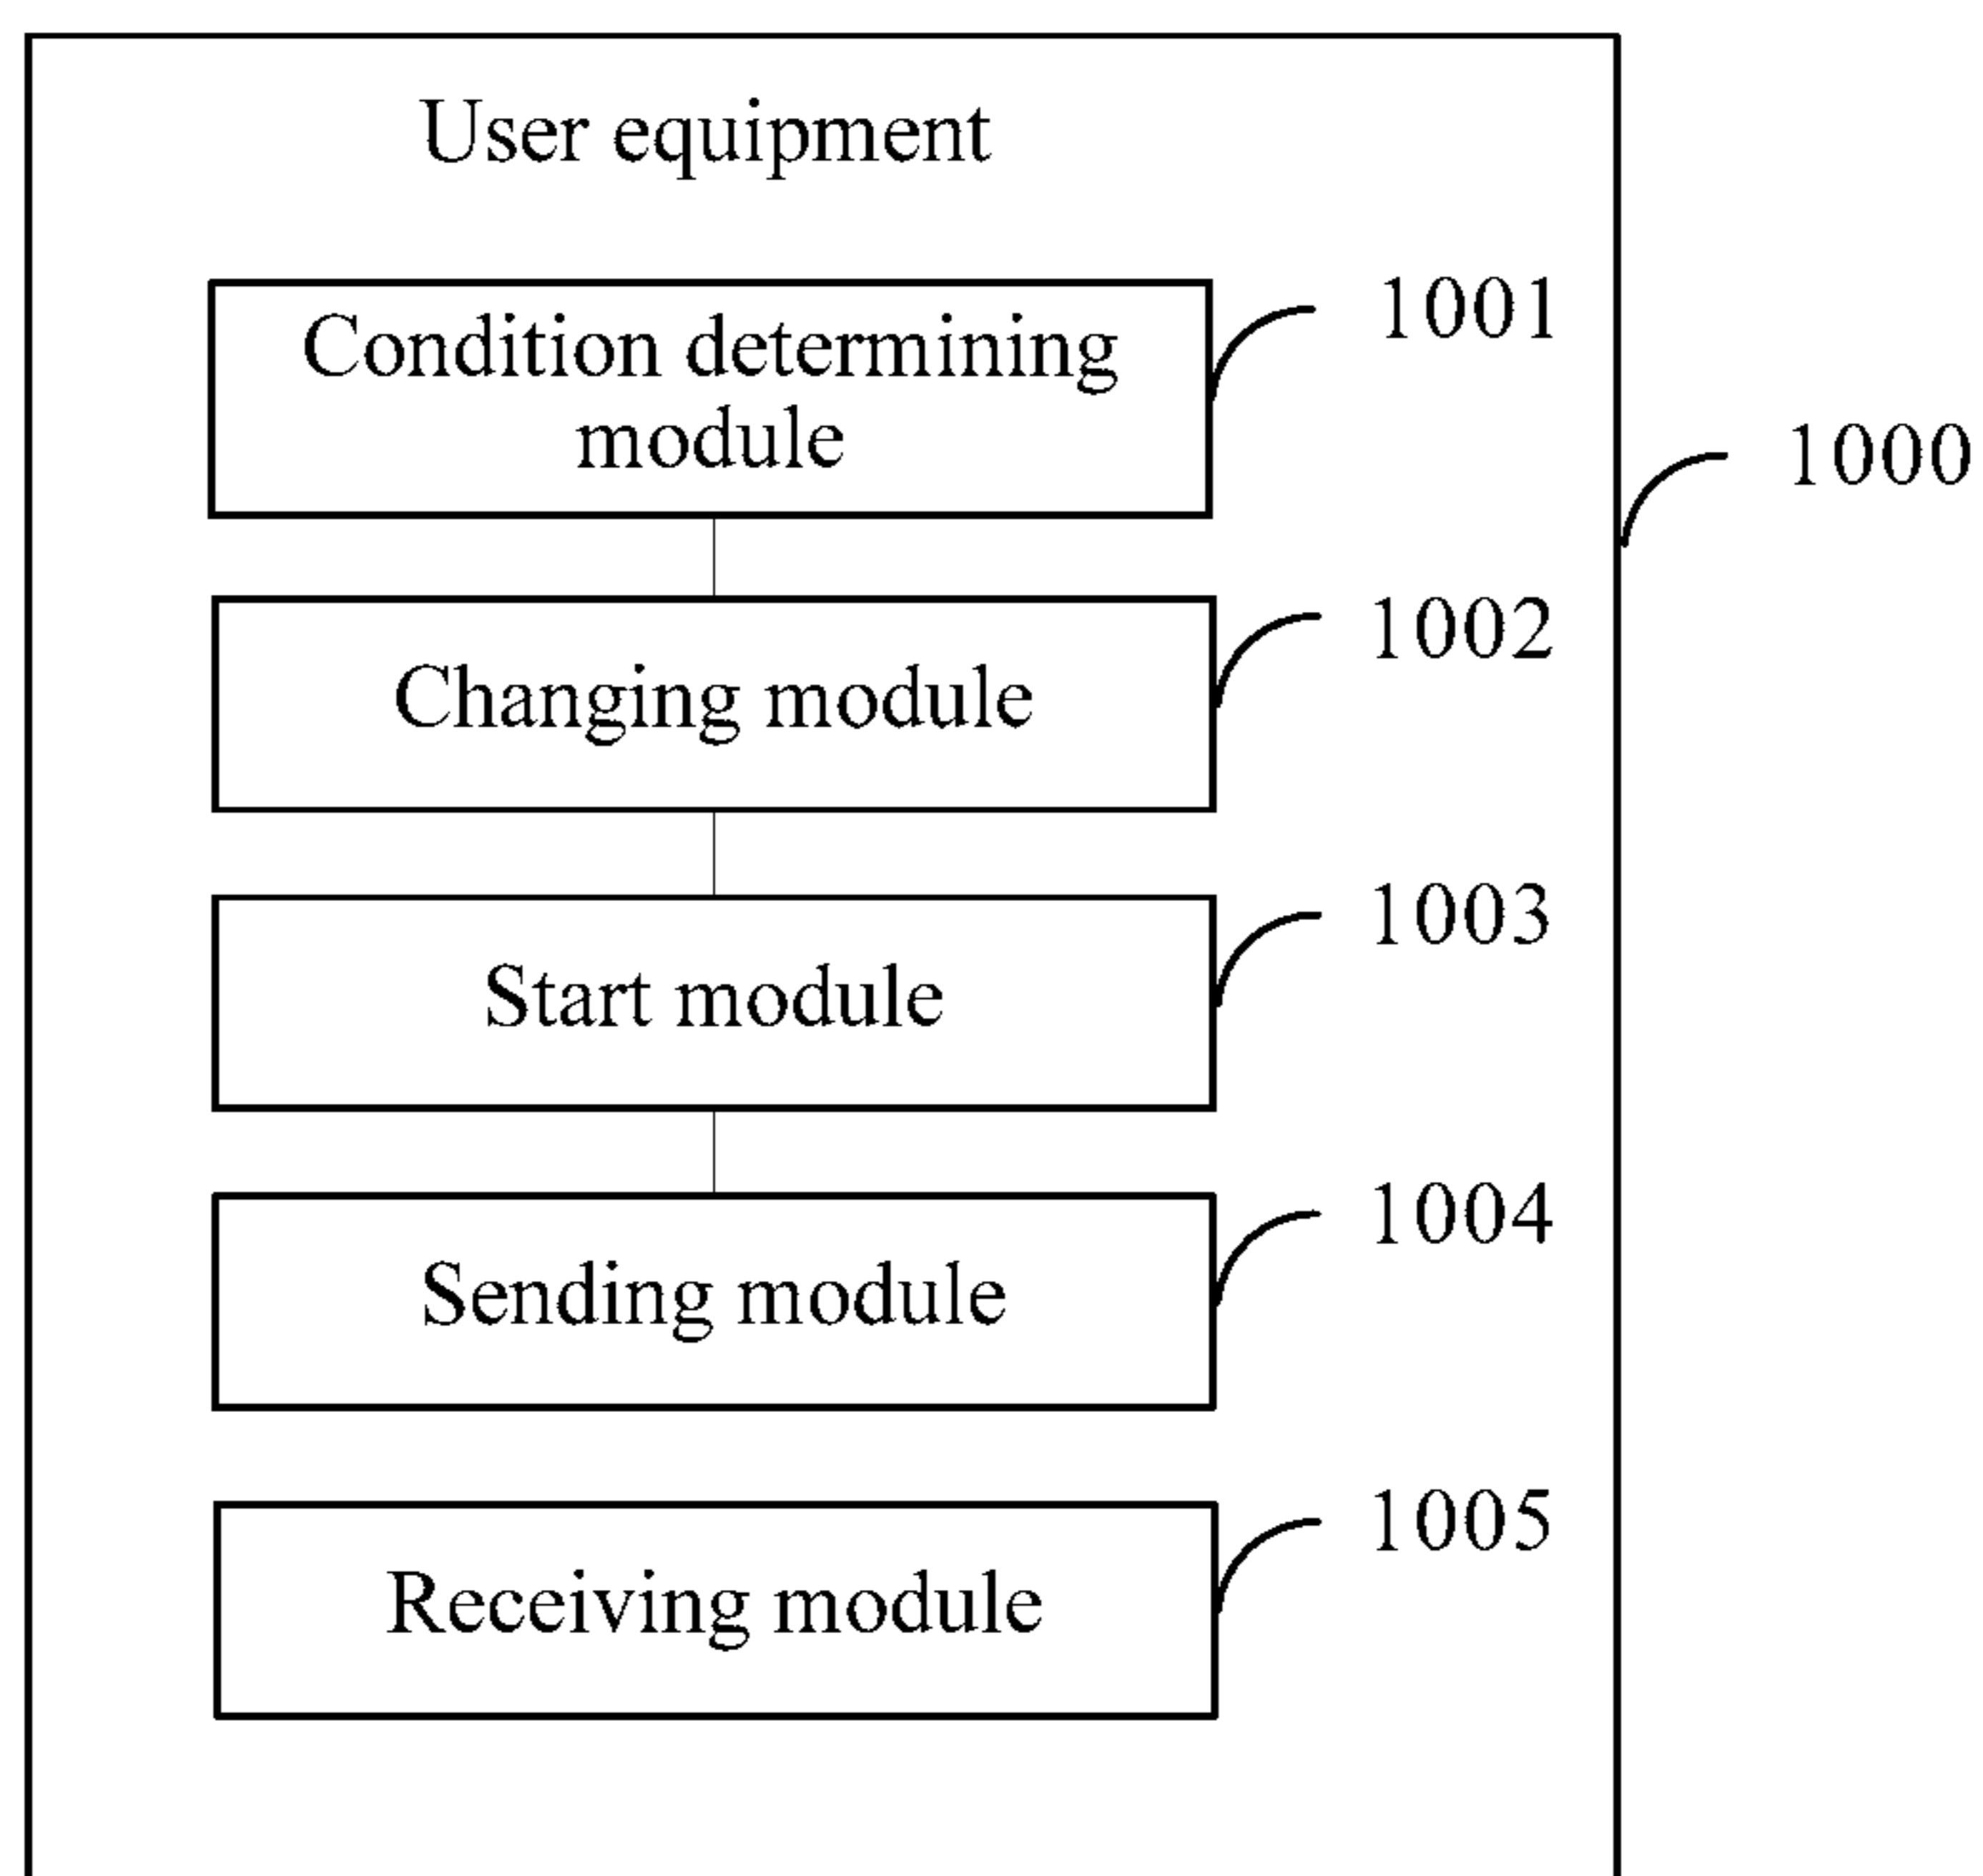 User equipment
Condition determining
module
1001
1000
Changing module
1002
Start module
1003
Sending module
1004
Receiving module
1005